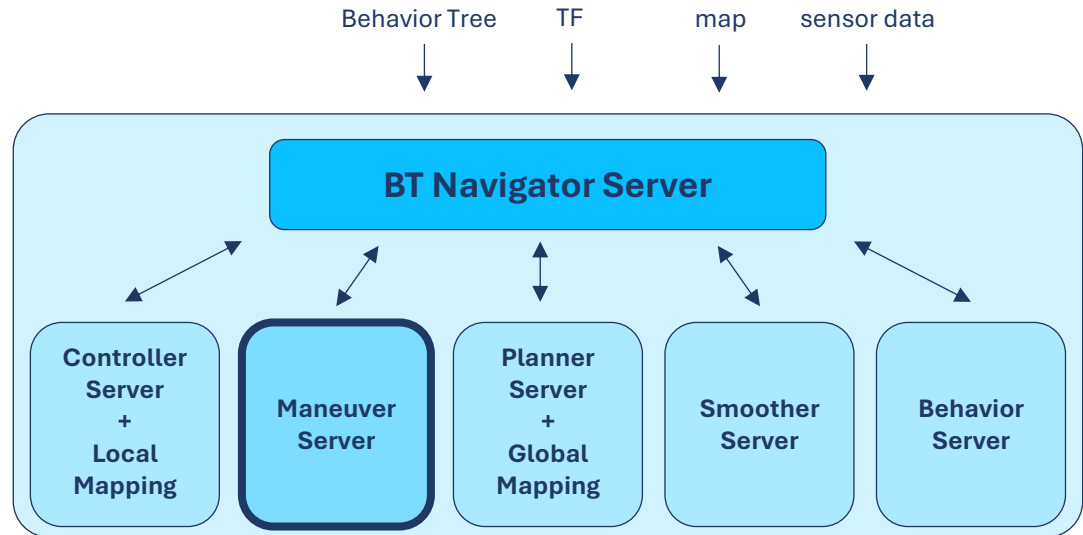 Behavior Tree
TF
map
sensor data
BT Navigator Server
Controller
Server
+
Local
Mapping
Maneuver
Server
Planner
Server
+
Global
Mapping
Smoother
Server
Behavior
Server